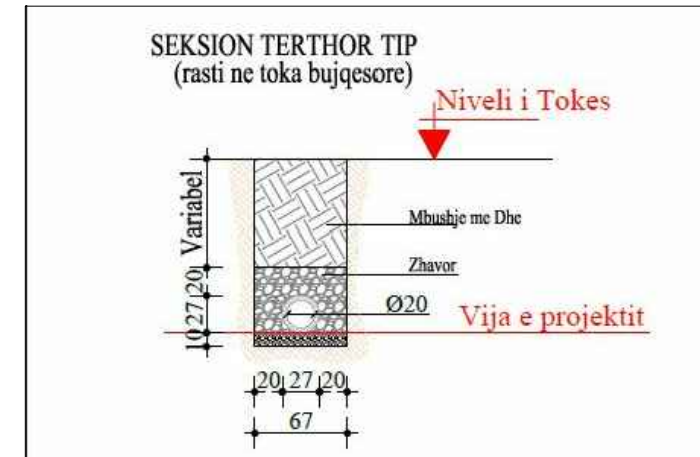 SEKSION TERTHOR TIP
(rasti ne toka bujqesore)
Niveli i Tokes
Variabel
Mbushje me Dhe
Zhavor
20
Ø20
27
Vija e projektit
10
20 27 20
67